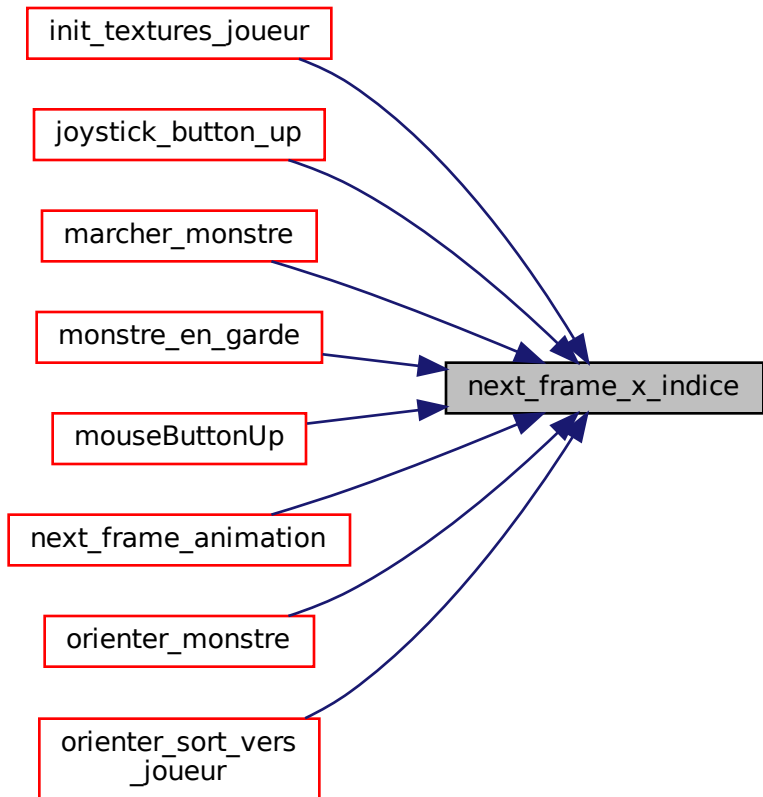 init_textures_joueur
joystick_button_up
marcher_monstre
monstre_en_garde
next_frame_x_indice
mouseButtonUp
next_frame_animation
orienter_monstre
orienter_sort_vers
_joueur